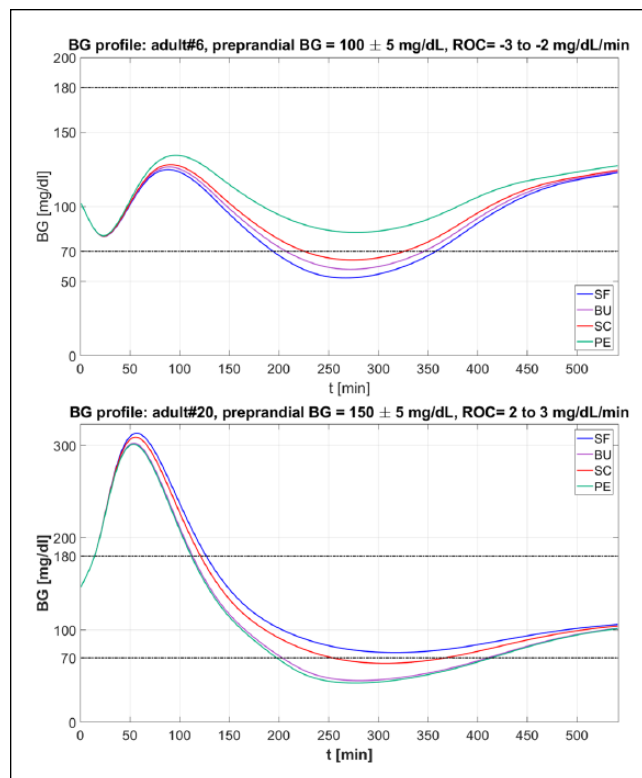 BG profile: adult#6, preprandial BG = 100 ± 5 mg/dL, ROC= -3 to -2 mg/dL/min
200
180
150
100
70
50
0
BG [mg/dl]
0 50 100 150 200 250 300 350 400 450 500
t [min]
SF
BU
SC
PE
BG profile: adult#20, preprandial BG = 150 ± 5 mg/dL, ROC= 2 to 3 mg/dL/min
300
200
180
100
70
0
BG [mg/dl]
0 50 100 150 200 250 300 350 400 450 500
t [min]
SF
BU
SC
PE